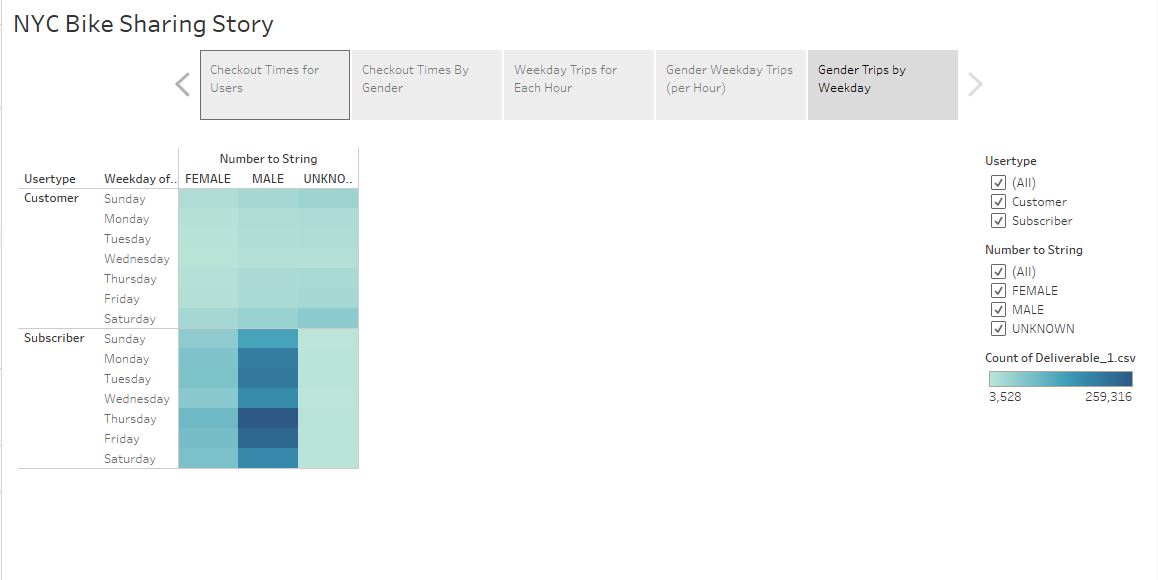 NYC Bike Sharing Story
Checkout Times for
Users
Checkout Times By
Gender
Weekday Trips for
Each Hour
Gender Weekday Trips
(per Hour)
Gender Trips by
Weekday
Number to String
Usertype Weekday of.. FEMALE MALE UNKNO..
Customer Sunday
Monday
Tuesday
Wednesday
Thursday
Friday
Saturday
Subscriber Sunday
Monday
Tuesday
Wednesday
Thursday
Friday
Saturday
Usertype
(All)
Customer
Subscriber
Number to String
(All)
FEMALE
MALE
UNKNOWN
Count of Deliverable_1.csv
3,528 259,316